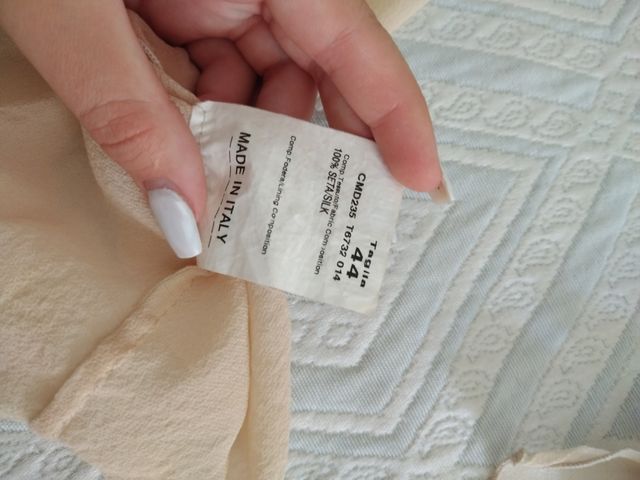 Taglia
44
CMD235 T6732 014
Comp. Tessuto/Fabric Composition
100% SETA/SILK
Comp. Fodera/Lining Composition
MADE IN ITALY